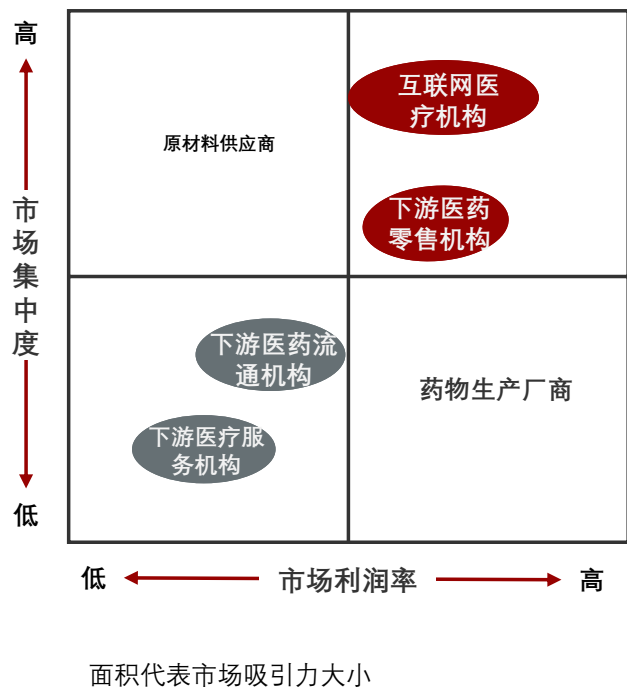 高
互联网医
疗机构
原材料供应商
市
场
集
中
度
下游医药
零售机构
下游医药流
通机构
药物生产厂商
下游医疗服
务机构
低
低
市场利润率
高
面积代表市场吸引力大小